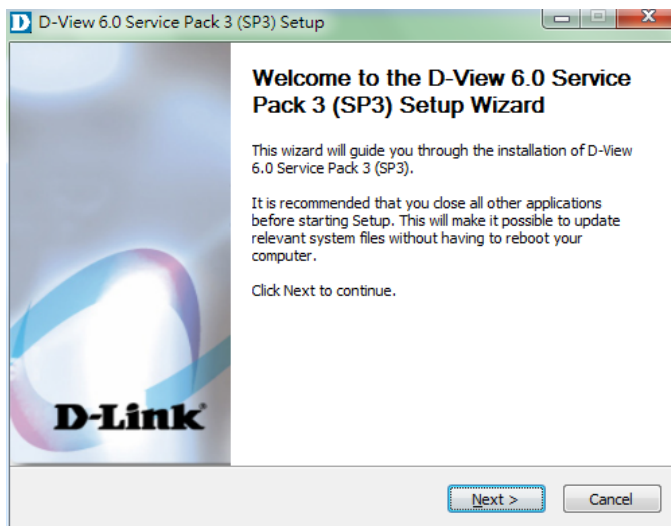 D-View 6.0 Service Pack 3 (SP3) Setup
Welcome to the D-View 6.0 Service
Pack 3 (SP3) Setup Wizard
This wizard will guide you through the installation of D-View
6.0 Service Pack 3 (SP3).
It is recommended that you close all other applications
before starting Setup. This will make it possible to update
relevant system files without having to reboot your
computer.
Click Next to continue.
D-Link
Next >
Cancel